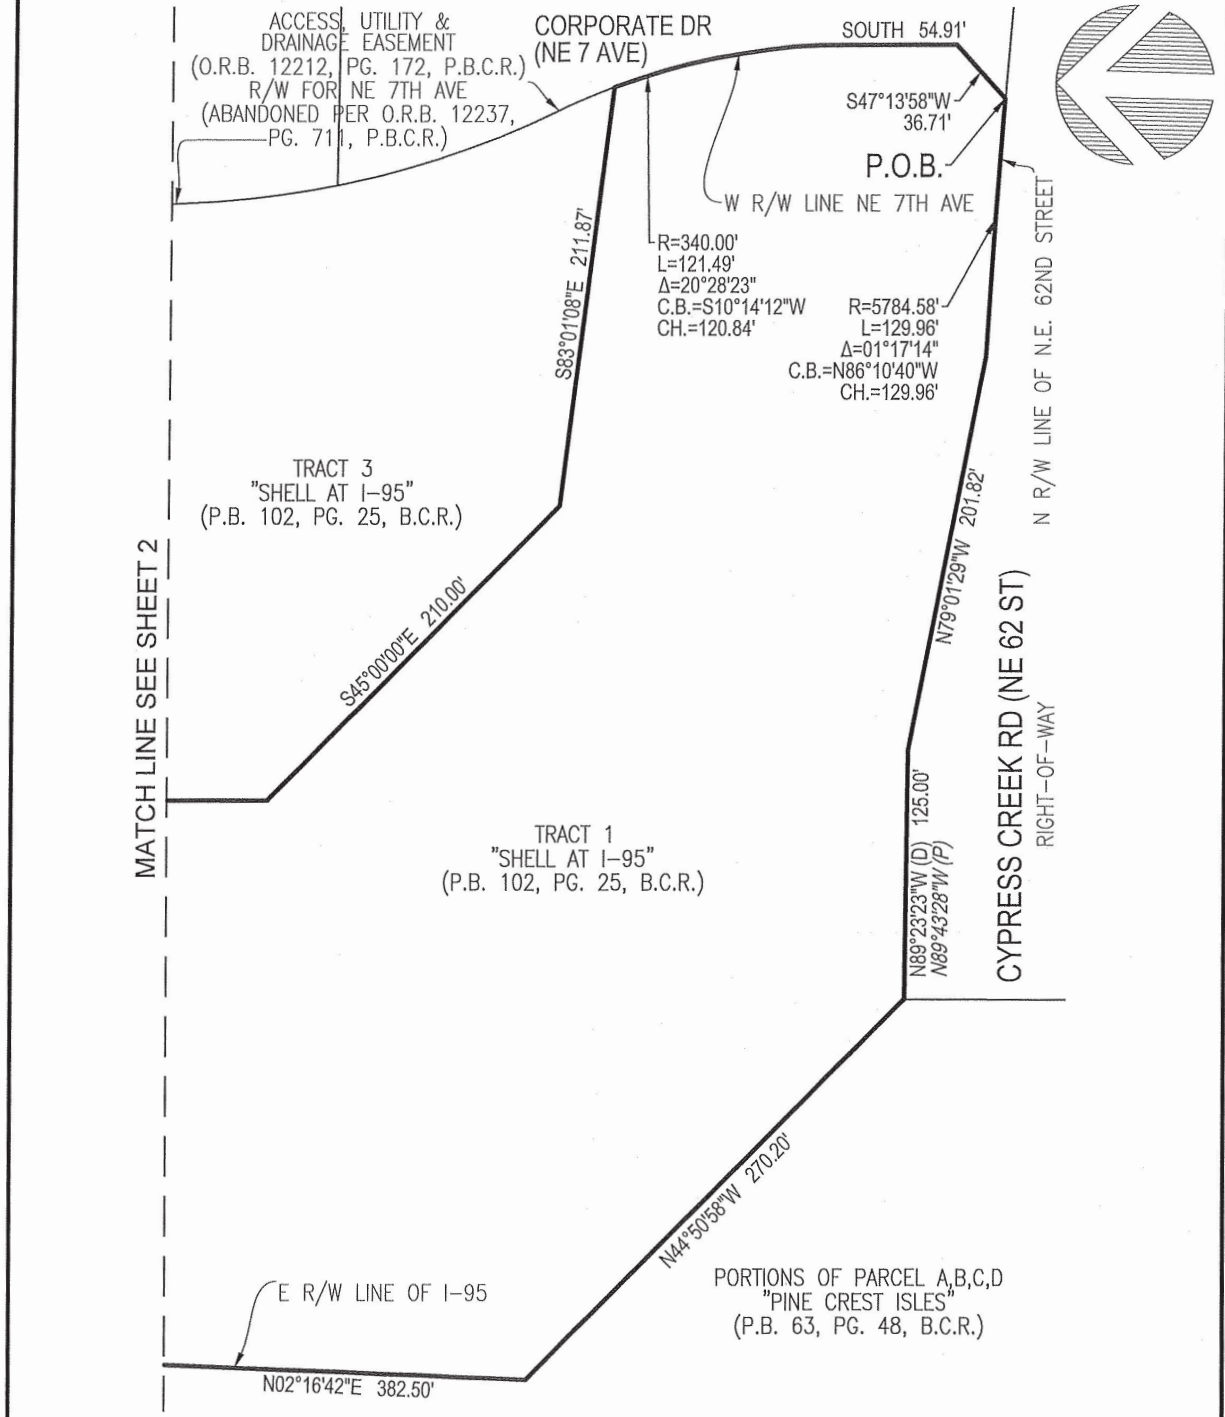 ACCESS, UTILITY &
DRAINAGE EASEMENT
(O.R.B. 12212, PG. 172, P.B.C.R.)
R/W FOR NE 7TH AVE
(ABANDONED PER O.R.B. 12237,
PG. 711, P.B.C.R.)
CORPORATE DR
(NE 7 AVE)
SOUTH 54.91'
S47°13'58"W
36.71'
P.O.B.
W R/W LINE NE 7TH AVE
R=340.00'
L=121.49'
Δ=20°28'23"
C.B.=S10°14'12"W
CH.=120.84'
R=5784.58'
L=129.96'
Δ=01°17'14"
C.B.=N86°10'40"W
CH.=129.96'
N R/W LINE OF N.E. 62ND STREET
S83°01'08"E 211.87'
TRACT 3
"SHELL AT I-95"
(P.B. 102, PG. 25, B.C.R.)
S45°00'00"E 210.00'
MATCH LINE SEE SHEET 2
N79°01'29"W 201.82'
CYPRESS CREEK RD (NE 62 ST)
RIGHT-OF-WAY
TRACT 1
"SHELL AT I-95"
(P.B. 102, PG. 25, B.C.R.)
N89°23'23"W (D) 125.00'
N89°43'28"W (P)
N44°50'58"W 270.20'
PORTIONS OF PARCEL A,B,C,D
"PINE CREST ISLES"
(P.B. 63, PG. 48, B.C.R.)
E R/W LINE OF I-95
N02°16'42"E 382.50'